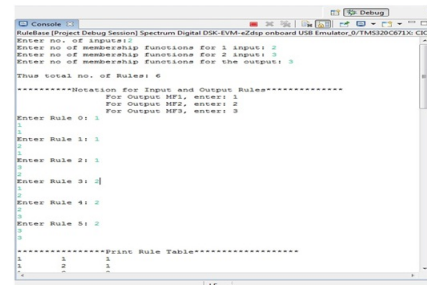 Debug
Console
RuleBase [Project Debug Session] Spectrum Digital DSK-EVM-eZdsp onboard USB Emulator_0/TMS320C671X: CIO
Enter no. of inputs:2
Enter no of membership functions for 1 input: 2
Enter no of membership functions for 2 input: 3
Enter no of membership functions for the output: 3
Thus total no. of Rules: 6
----------Notation for Input and Output Rules---------------
For Output MF1, enter: 1
For Output MF2, enter: 2
For Output MF3, enter: 3
Enter Rule 0: 1
1
1
Enter Rule 1: 1
2
1
Enter Rule 2: 1
3
2
Enter Rule 3: 2
1
2
Enter Rule 4: 2
2
3
Enter Rule 5: 2
3
3
----------------Print Rule Table------------------
1 1 1
1 2 1